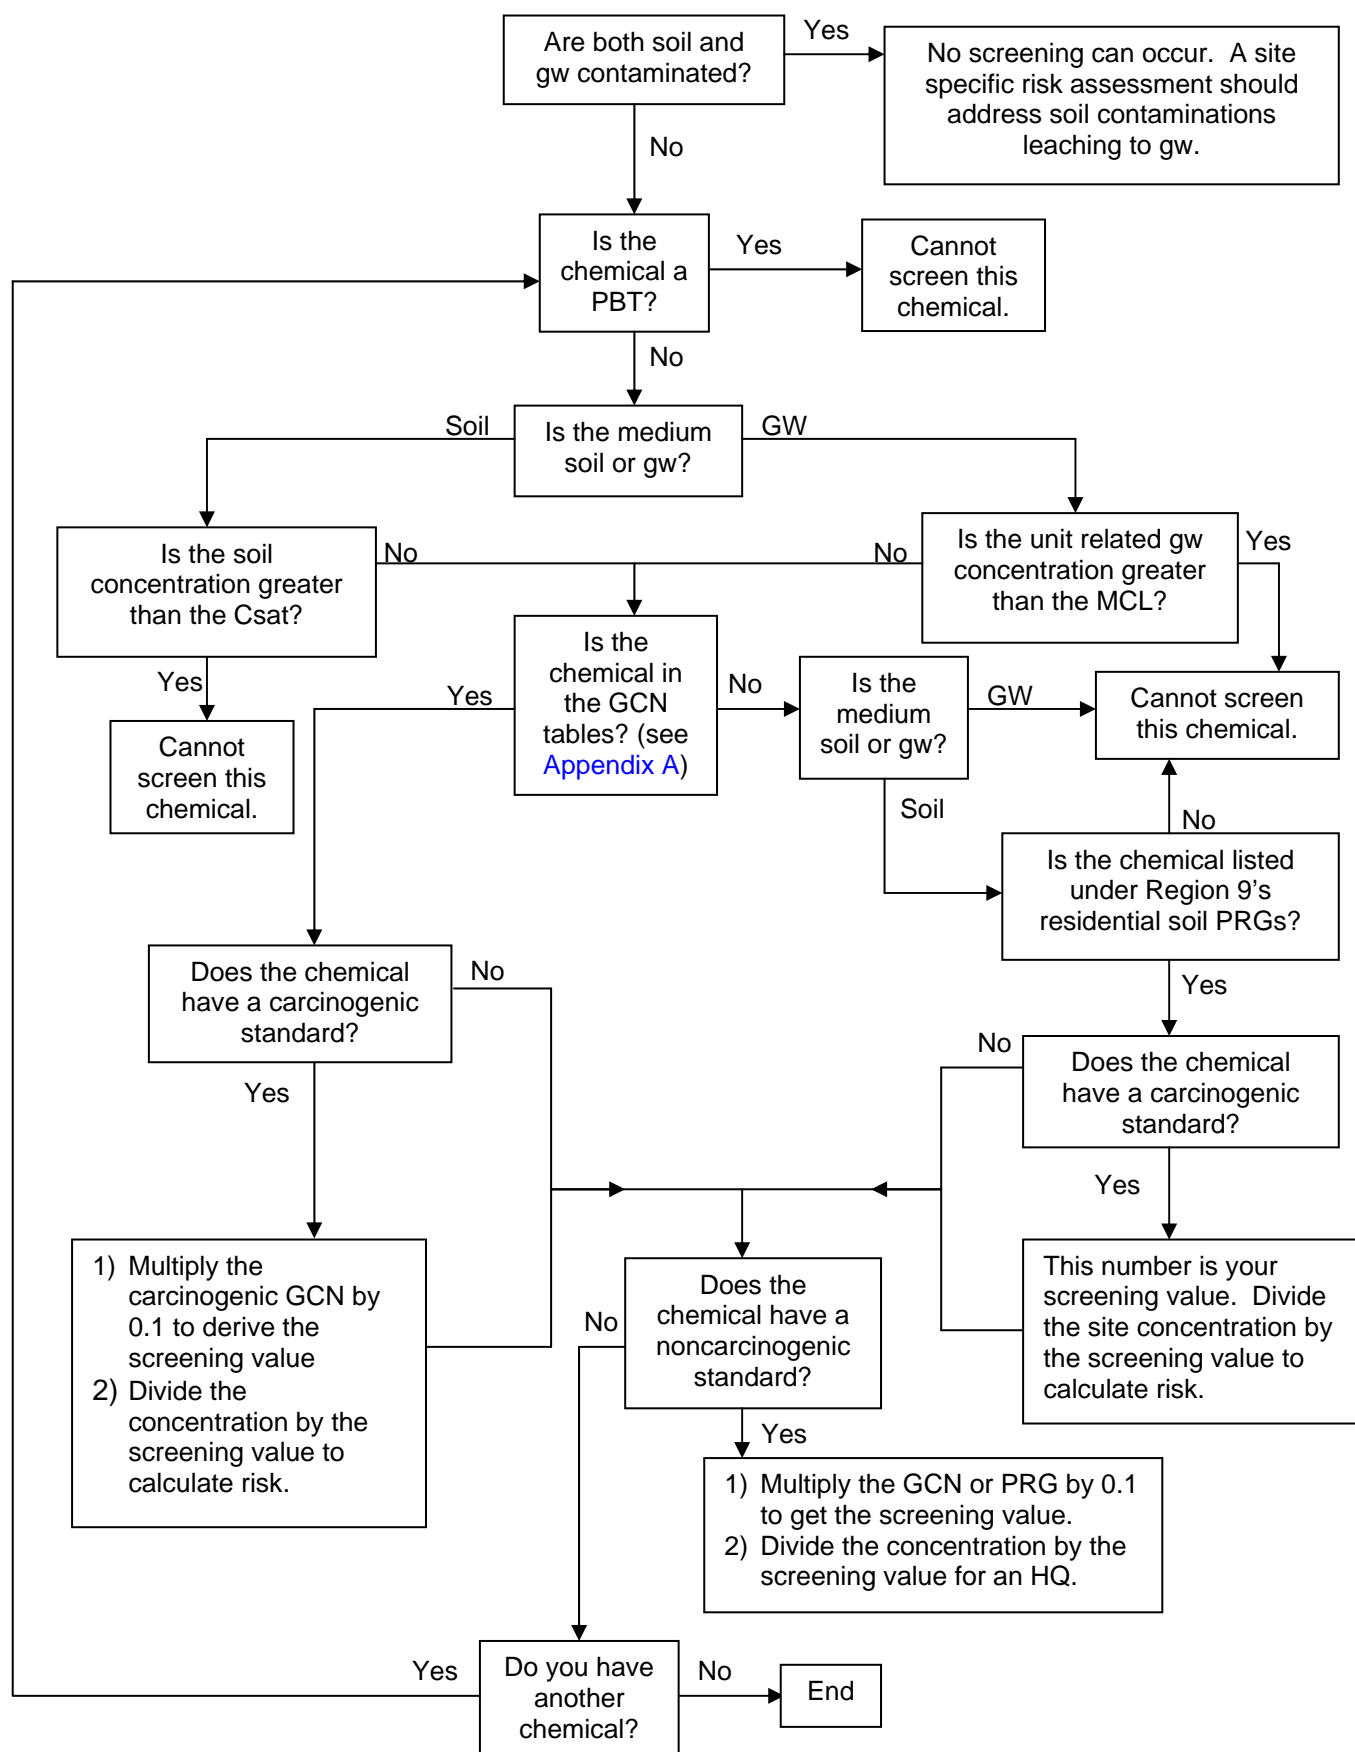 Are both soil and
gw contaminated?
Yes
No screening can occur. A site
specific risk assessment should
address soil contaminations
leaching to gw.
No
Is the
chemical a
PBT?
Yes
Cannot
screen this
chemical.
No
Is the medium
soil or gw?
Soil
GW
Is the soil
concentration greater
than the Csat?
No
No
Is the unit related gw
concentration greater
than the MCL?
Yes
Yes
Cannot
screen this
chemical.
Is the
chemical in
the GCN
tables? (see
Appendix A)
Yes
No
Is the
medium
soil or gw?
GW
Cannot screen
this chemical.
Soil
No
Is the chemical listed
under Region 9's
residential soil PRGs?
Yes
Does the chemical
have a carcinogenic
standard?
No
Yes
Does the chemical
have a carcinogenic
standard?
No
Yes
1) Multiply the
carcinogenic GCN by
0.1 to derive the
screening value
2) Divide the
concentration by the
screening value to
calculate risk.
Does the
chemical have a
noncarcinogenic
standard?
No
Yes
This number is your
screening value. Divide
the site concentration by
the screening value to
calculate risk.
1) Multiply the GCN or PRG by 0.1
to get the screening value.
2) Divide the concentration by the
screening value for an HQ.
Do you have
another
chemical?
Yes
No
End